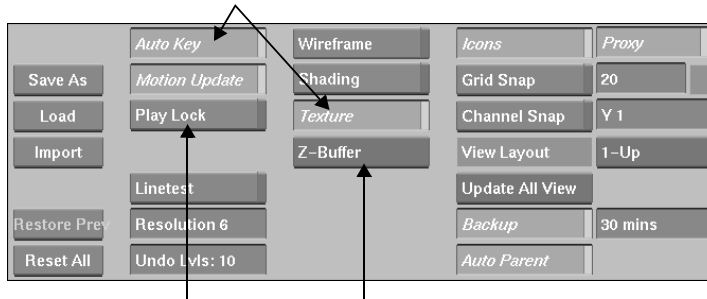 Auto Key Wireframe Icons Proxy
Save As Motion Update Shading Grid Snap 20
Load Play Lock Texture Channel Snap Y 1
Import Z-Buffer View Layout 1-Up
Linetest Update All View
Restore Prev Resolution 6 Backup 30 mins
Reset All Undo Lvls: 10 Auto Parent